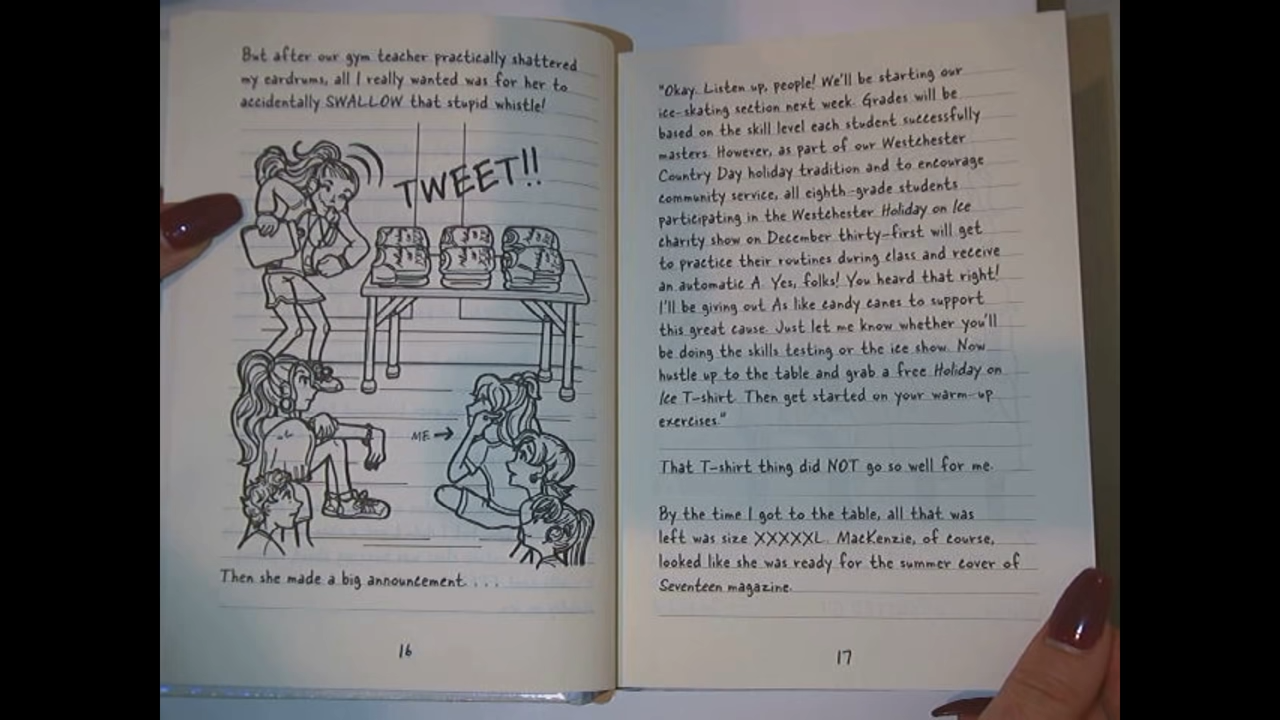 But after our gym teacher practically shattered
my eardrums, all I really wanted was for her to
accidentally SWALLOW that stupid whistle!
TWEET!!
ME
Then she made a big announcement. . . .
16
"Okay. Listen up, people! We'll be starting our
ice-skating section next week. Grades will be
based on the skill level each student successfully
masters. However, as part of our Westchester
Country Day holiday tradition and to encourage
community service, all eighth-grade students
participating in the Westchester Holiday on Ice
charity show on December thirty-first will get
to practice their routines during class and receive
an automatic A. Yes, folks! You heard that right!
I'll be giving out As like candy canes to support
this great cause. Just let me know whether you'll
be doing the skills testing or the ice show. Now
hustle up to the table and grab a free Holiday on
Ice T-shirt. Then get started on your warm-up
exercises."
That T-shirt thing did NOT go so well for me.
By the time I got to the table, all that was
left was size XXXXXL. MacKenzie, of course,
looked like she was ready for the summer cover of
Seventeen magazine.
17